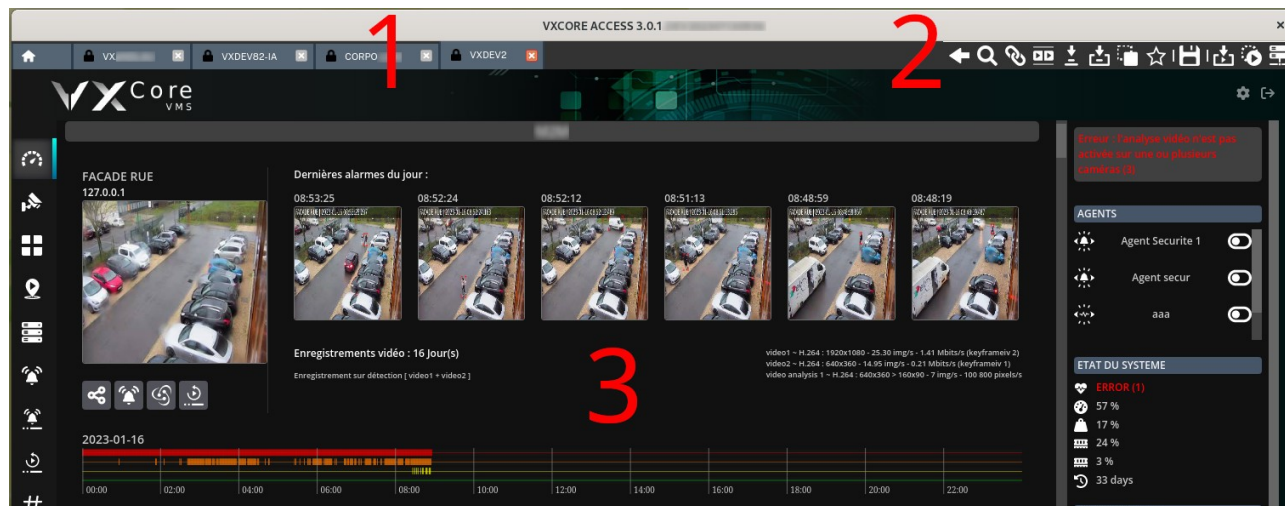 VXCORE ACCESS 3.0.1
VX
VXDEV82-IA
CORPO
VXDEV2
1
2
VX Core
VMS
FACADE RUE
127.0.0.1
Dernières alarmes du jour :
08:53:25
08:52:24
08:52:12
08:51:13
08:48:59
08:48:19
Enregistrements vidéo : 16 Jour(s)
Enregistrement sur détection [ video1 + video2 ]
video1 ~ H.264 : 1920x1080 - 25.30 img/s - 1.41 Mbits/s (keyframeiv 2)
video2 ~ H.264 : 640x360 - 14.95 img/s - 0.21 Mbits/s (keyframeiv 1)
video analysis 1 ~ H.264 : 640x360 > 160x90 - 7 img/s - 100 800 pixels/s
3
2023-01-16
00:00
02:00
04:00
06:00
08:00
10:00
12:00
14:00
16:00
18:00
20:00
22:00
Erreur : l'analyse vidéo n'est pas
activée sur une ou plusieurs
caméras (3)
AGENTS
Agent Securite 1
Agent secur
aaa
ETAT DU SYSTEME
ERROR (1)
57 %
17 %
24 %
3 %
33 days